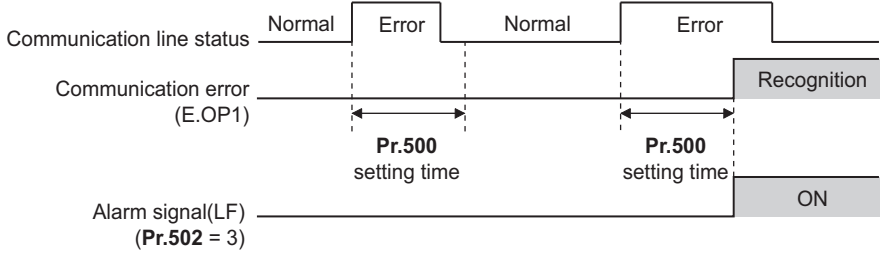 Normal Error Normal Error
Communication line status
Communication error
(E.OP1)
Recognition
Pr.500
setting time
Pr.500
setting time
Alarm signal(LF)
(Pr.502 = 3)
ON